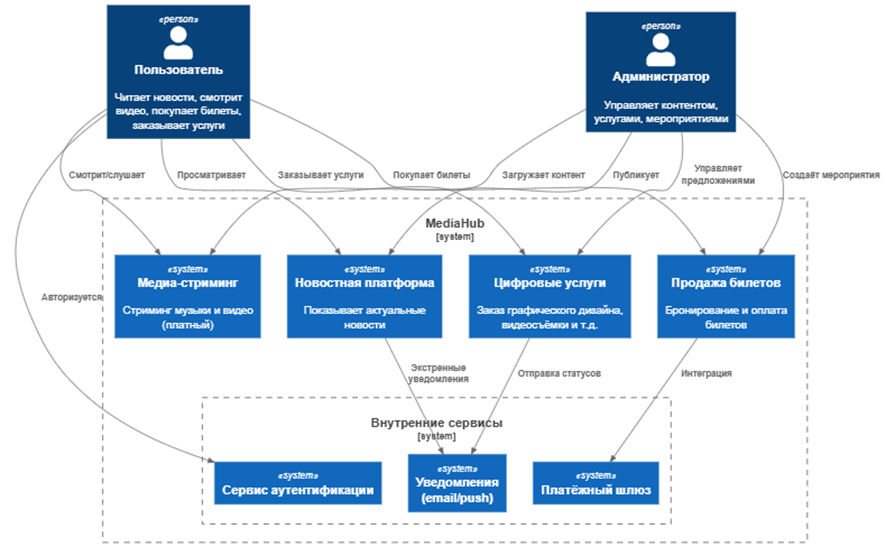 «person»
Пользователь
Читает новости, смотрит
видео, покупает билеты,
заказывает услуги
«person»
Администратор
Управляет контентом,
услугами, мероприятиями
Смотрит/слушает
Просматривает
Заказывает услуги
Покупает билеты
Загружает контент
Публикует
Управляет
предложениями
Создаёт мероприятия
MediaHub
[system]
«system»
Медиа-стриминг
Стриминг музыки и видео
(платный)
«system»
Новостная платформа
Показывает актуальные
новости
«system»
Цифровые услуги
Заказ графического дизайна,
видеосъёмки и т.д.
«system»
Продажа билетов
Бронирование и оплата
билетов
Авторизуется
Экстренные
уведомления
Отправка статусов
Интеграция
Внутренние сервисы
[system]
«system»
Сервис аутентификации
«system»
Уведомления
(email/push)
«system»
Платёжный шлюз